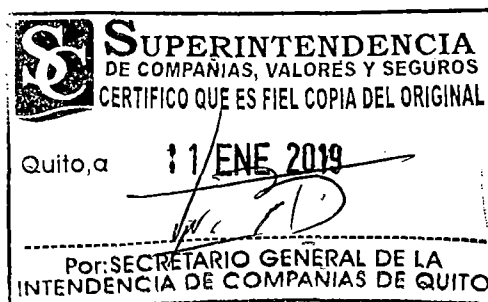 SC
SUPERINTENDENCIA
DE COMPAÑIAS, VALORES Y SEGUROS
CERTIFICO QUE ES FIEL COPIA DEL ORIGINAL
Quito,a 11 ENE 2019
Por:SECRETARIO GENERAL DE LA
INTENDENCIA DE COMPAÑIAS DE QUITO